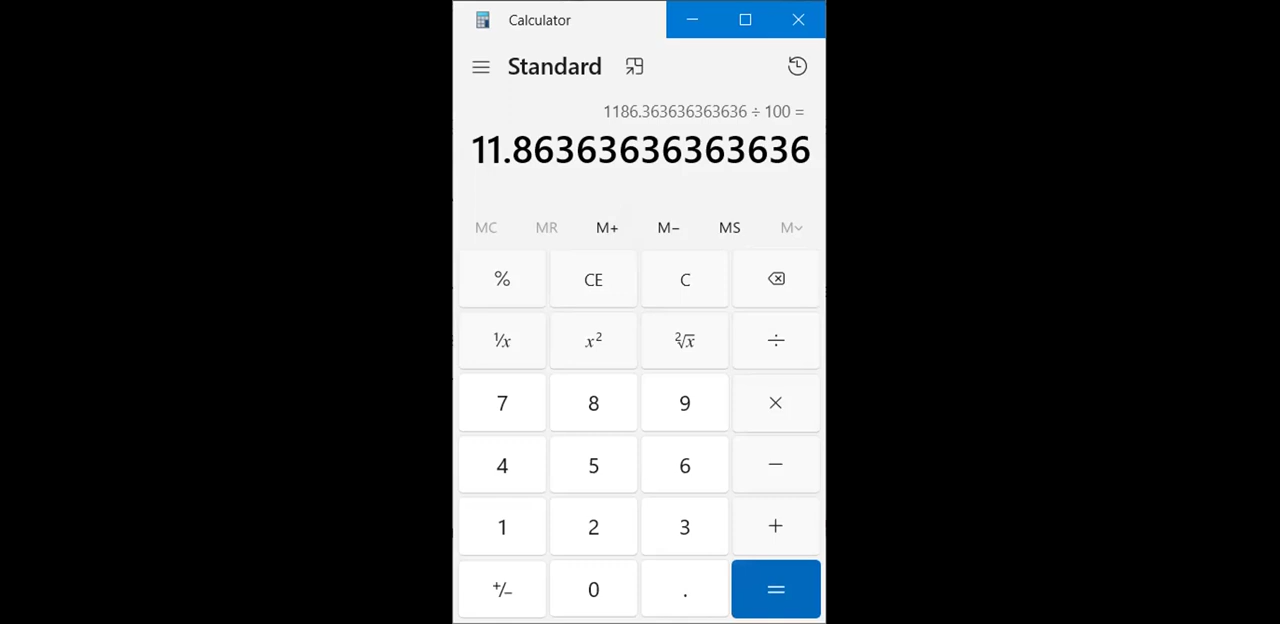 Calculator
Standard
1186.363636363636 ÷ 100 =
11.86363636363636
MC MR M+ M− MS M
% CE C
¹/x x² ²√x ÷
7 8 9 ×
4 5 6 −
1 2 3 +
+/− 0 . =